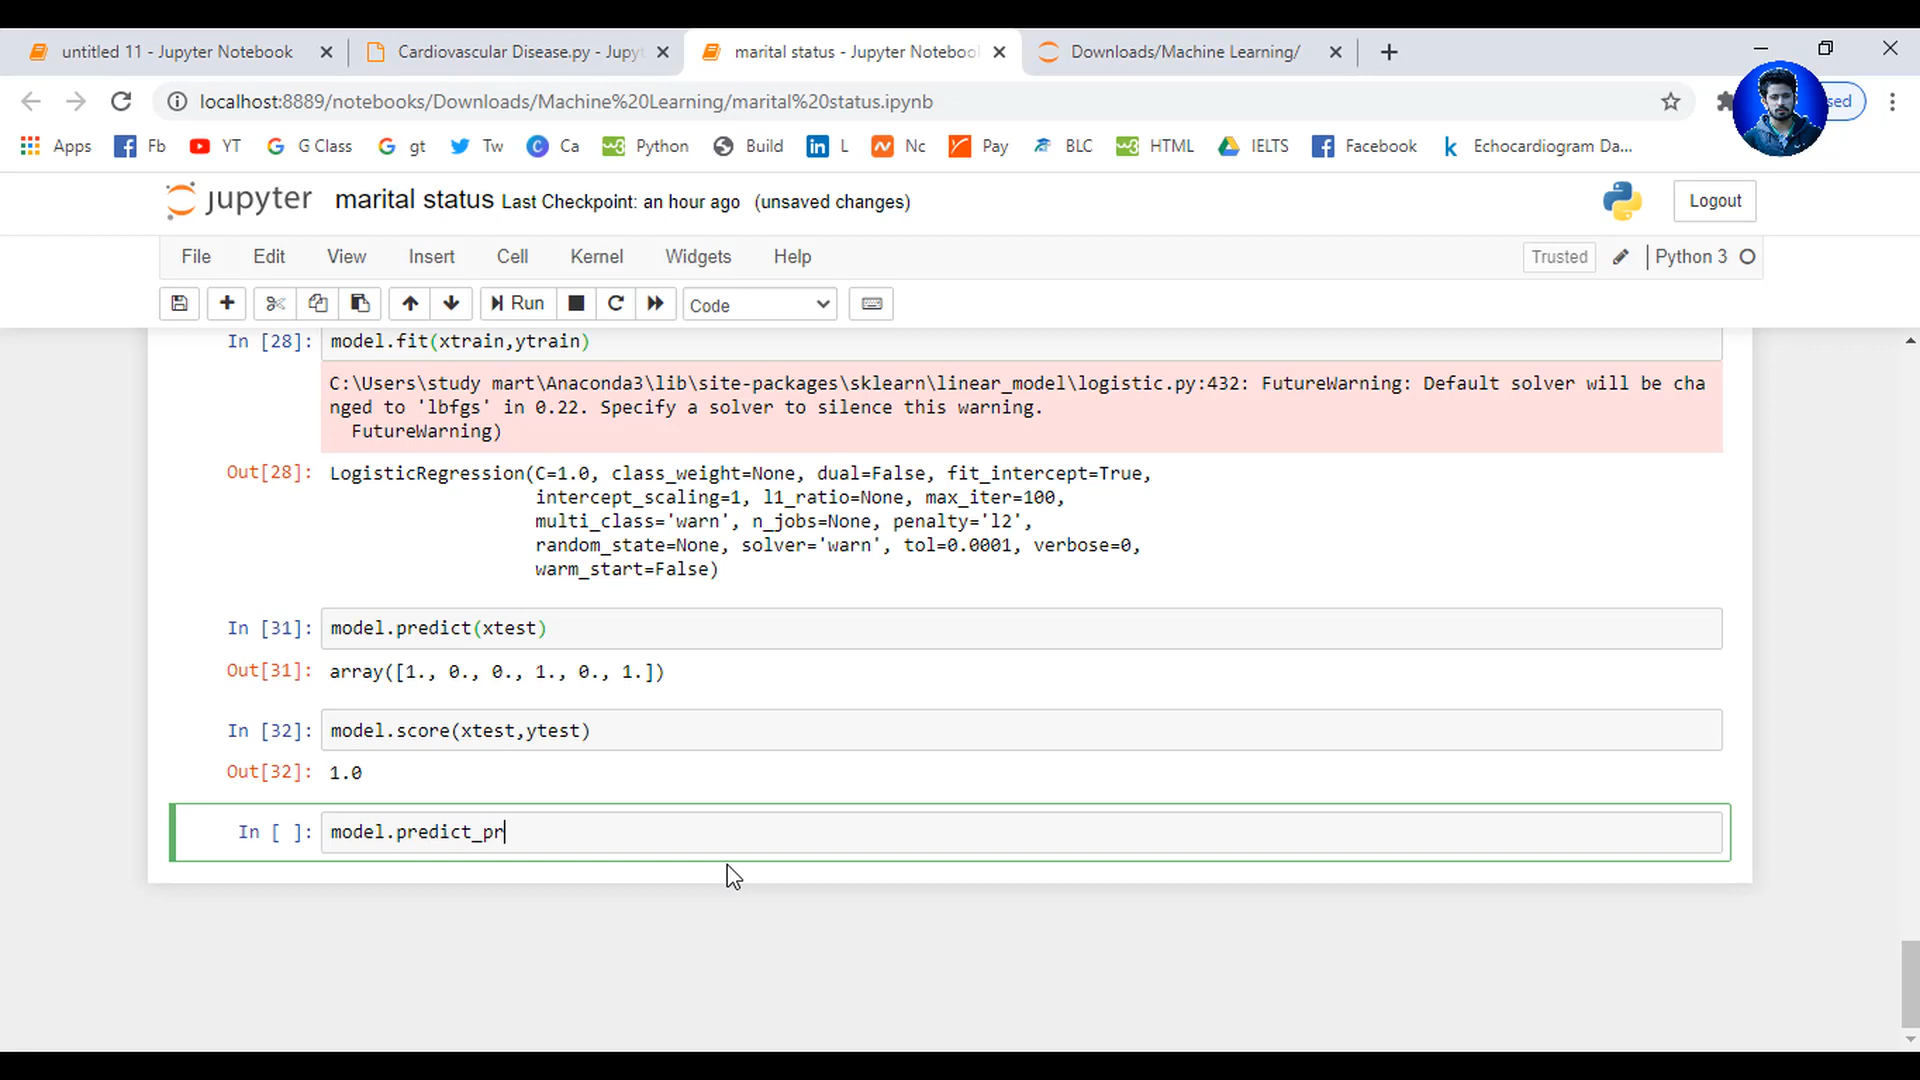 untitled 11 - Jupyter Notebook
Cardiovascular Disease.py - Jupyt
marital status - Jupyter Notebook
Downloads/Machine Learning/
localhost:8889/notebooks/Downloads/Machine%20Learning/marital%20status.ipynb
sed
Apps Fb YT G Class gt Tw Ca Python Build L Nc Pay BLC HTML IELTS Facebook Echocardiogram Da...
jupyter marital status Last Checkpoint: an hour ago (unsaved changes)
Logout
File Edit View Insert Cell Kernel Widgets Help
Trusted Python 3
Run Code
In [28]: model.fit(xtrain,ytrain)
C:\Users\study mart\Anaconda3\lib\site-packages\sklearn\linear_model\logistic.py:432: FutureWarning: Default solver will be cha
nged to 'lbfgs' in 0.22. Specify a solver to silence this warning.
FutureWarning)
Out[28]: LogisticRegression(C=1.0, class_weight=None, dual=False, fit_intercept=True,
intercept_scaling=1, l1_ratio=None, max_iter=100,
multi_class='warn', n_jobs=None, penalty='l2',
random_state=None, solver='warn', tol=0.0001, verbose=0,
warm_start=False)
In [31]: model.predict(xtest)
Out[31]: array([1., 0., 0., 1., 0., 1.])
In [32]: model.score(xtest,ytest)
Out[32]: 1.0
In [ ]: model.predict_pr